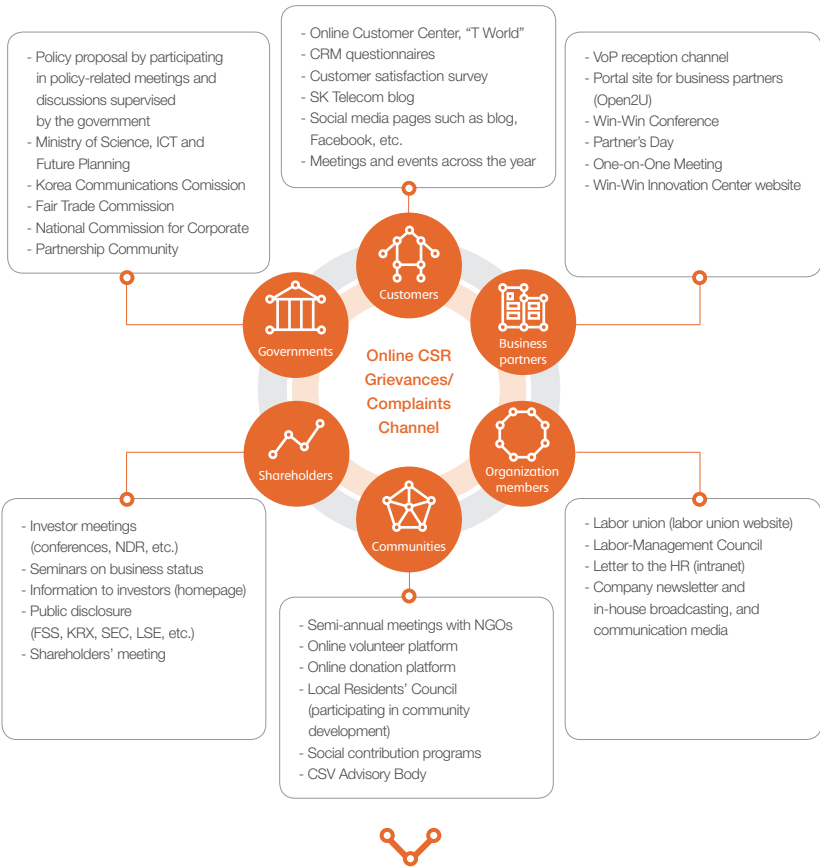 - Policy proposal by participating
in policy-related meetings and
discussions supervised
by the government
- Ministry of Science, ICT and
Future Planning
- Korea Communications Comission
- Fair Trade Commission
- National Commission for Corporate
- Partnership Community
- Online Customer Center, “T World”
- CRM questionnaires
- Customer satisfaction survey
- SK Telecom blog
- Social media pages such as blog,
Facebook, etc.
- Meetings and events across the year
- VoP reception channel
- Portal site for business partners
(Open2U)
- Win-Win Conference
- Partner’s Day
- One-on-One Meeting
- Win-Win Innovation Center website
Customers
Governments
Business
partners
Online CSR
Grievances/
Complaints
Channel
Shareholders
Organization
members
Communities
- Investor meetings
(conferences, NDR, etc.)
- Seminars on business status
- Information to investors (homepage)
- Public disclosure
(FSS, KRX, SEC, LSE, etc.)
- Shareholders’ meeting
- Semi-annual meetings with NGOs
- Online volunteer platform
- Online donation platform
- Local Residents’ Council
(participating in community
development)
- Social contribution programs
- CSV Advisory Body
- Labor union (labor union website)
- Labor-Management Council
- Letter to the HR (intranet)
- Company newsletter and
in-house broadcasting, and
communication media